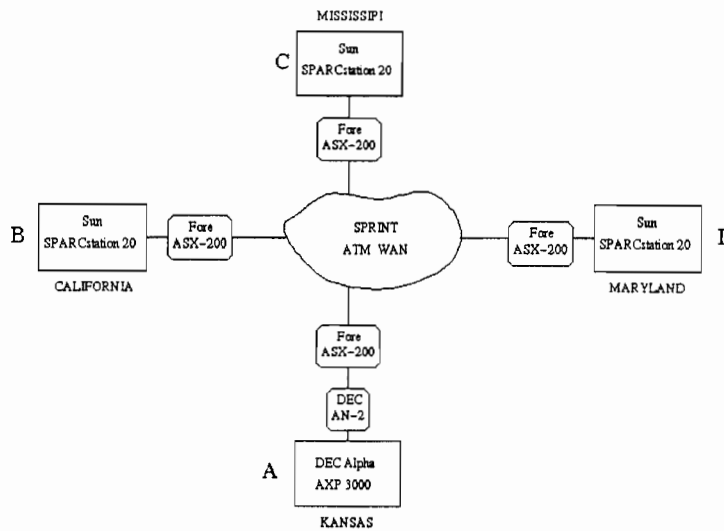 MISSISSIPI
C
Sun
SPARCstation 20
Fore
ASX-200
B
Sun
SPARCstation 20
Fore
ASX-200
CALIFORNIA
SPRINT
ATM WAN
Fore
ASX-200
Sun
SPARCstation 20
MARYLAND
Fore
ASX-200
DEC
AN-2
A
DEC Alpha
AXP 3000
KANSAS